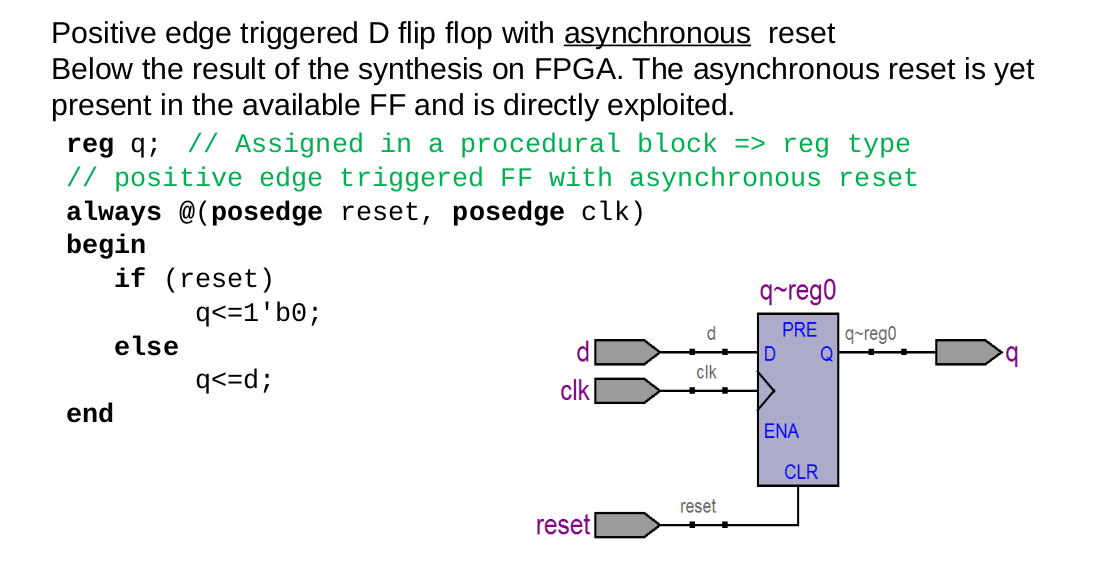 Positive edge triggered D flip flop with asynchronous reset
Below the result of the synthesis on FPGA. The asynchronous reset is yet
present in the available FF and is directly exploited.
reg q; // Assigned in a procedural block => reg type
// positive edge triggered FF with asynchronous reset
always @(posedge reset, posedge clk)
begin
if (reset)
q<=1'b0;
else
q<=d;
end
q~reg0
PRE
d
d
D
Q
q~reg0
q
clk
clk
ENA
CLR
reset
reset